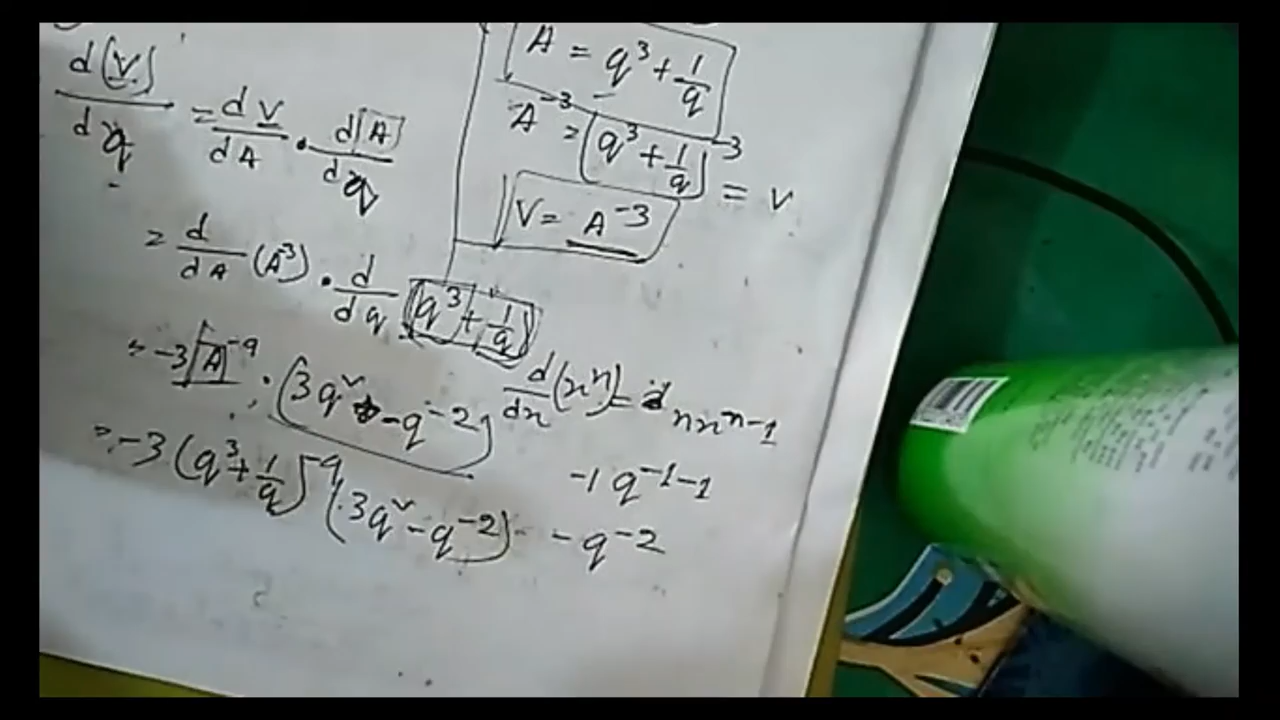 d(V)/dq = dV/dA · d(A)/dq
= d/dA (A⁻³) · d/dq (q³ + 1/q)
= -3(A)⁻⁴ · (3q² - q⁻²)
= -3(q³ + 1/q)⁻⁴ (3q² - q⁻²)
A = q³ + 1/q
A⁻³ = (q³ + 1/q)⁻³ = V
V = A⁻³
d/dx (xⁿ) = nxⁿ⁻¹
-1 q⁻¹⁻¹
-q⁻²